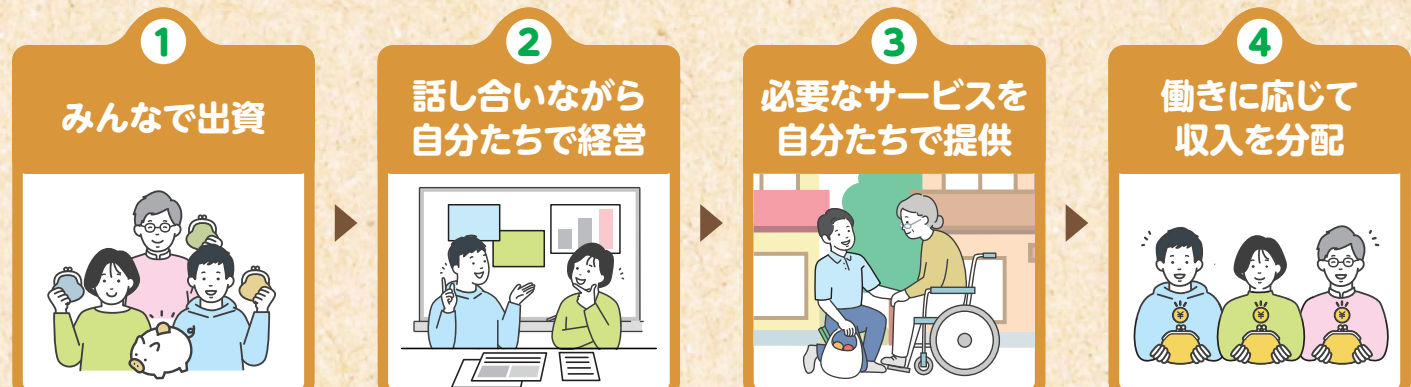 1
みんなで出資
2
話し合いながら
自分たちで経営
3
必要なサービスを
自分たちで提供
4
働きに応じて
収入を分配
¥
¥
¥